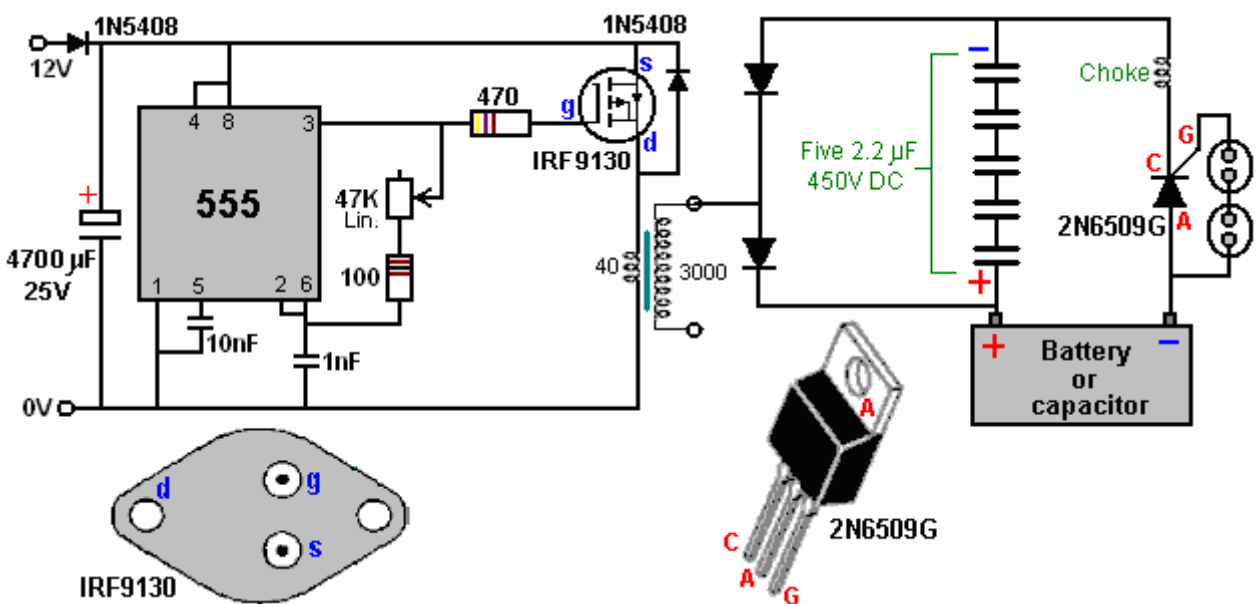 1N5408
12V
4 8 3
555
1 5 2 6
+
4700 µF
25V
10nF
1nF
0V
470
47K
Lin.
100
1N5408
s
g
d
IRF9130
40
3000
−
Five 2.2 µF
450V DC
+
Choke
G
C
A
2N6509G
+ −
Battery
or
capacitor
d
g
s
IRF9130
A
2N6509G
C
A
G